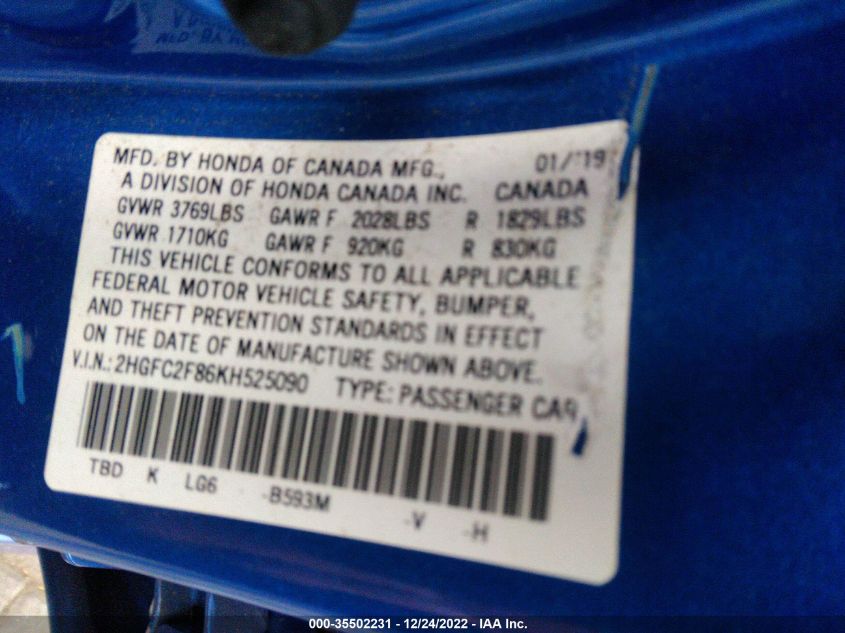 MFD. BY HONDA OF CANADA MFG., 01/19
A DIVISION OF HONDA CANADA INC. CANADA
GVWR 3769LBS GAWR F 2028LBS R 1829LBS
GVWR 1710KG GAWR F 920KG R 830KG
THIS VEHICLE CONFORMS TO ALL APPLICABLE
FEDERAL MOTOR VEHICLE SAFETY, BUMPER,
AND THEFT PREVENTION STANDARDS IN EFFECT
ON THE DATE OF MANUFACTURE SHOWN ABOVE.
V.I.N.: 2HGFC2F86KH525090 TYPE: PASSENGER CAR
TBD K LG6 -B593M -V -H
000-35502231 - 12/24/2022 - IAA Inc.